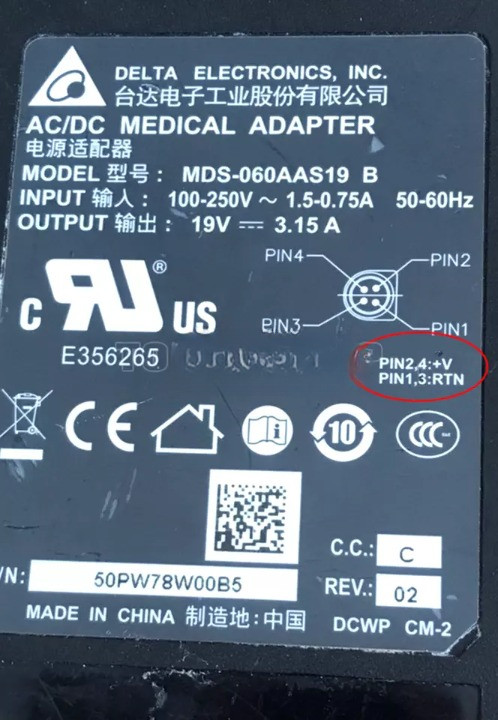 DELTA ELECTRONICS, INC.
台达电子工业股份有限公司
AC/DC MEDICAL ADAPTER
电源适配器
MODEL 型号: MDS-060AAS19 B
INPUT 输入: 100-250V ~ 1.5-0.75A 50-60Hz
OUTPUT 输出: 19V ⎓ 3.15 A
PIN4 PIN2
PIN3 PIN1
C UR ® US
E356265
PIN2,4:+V
PIN1,3:RTN
CE 10 CCC
C.C.: C
/N: 50PW78W00B5
REV.: 02
MADE IN CHINA 制造地: 中国
DCWP CM-2